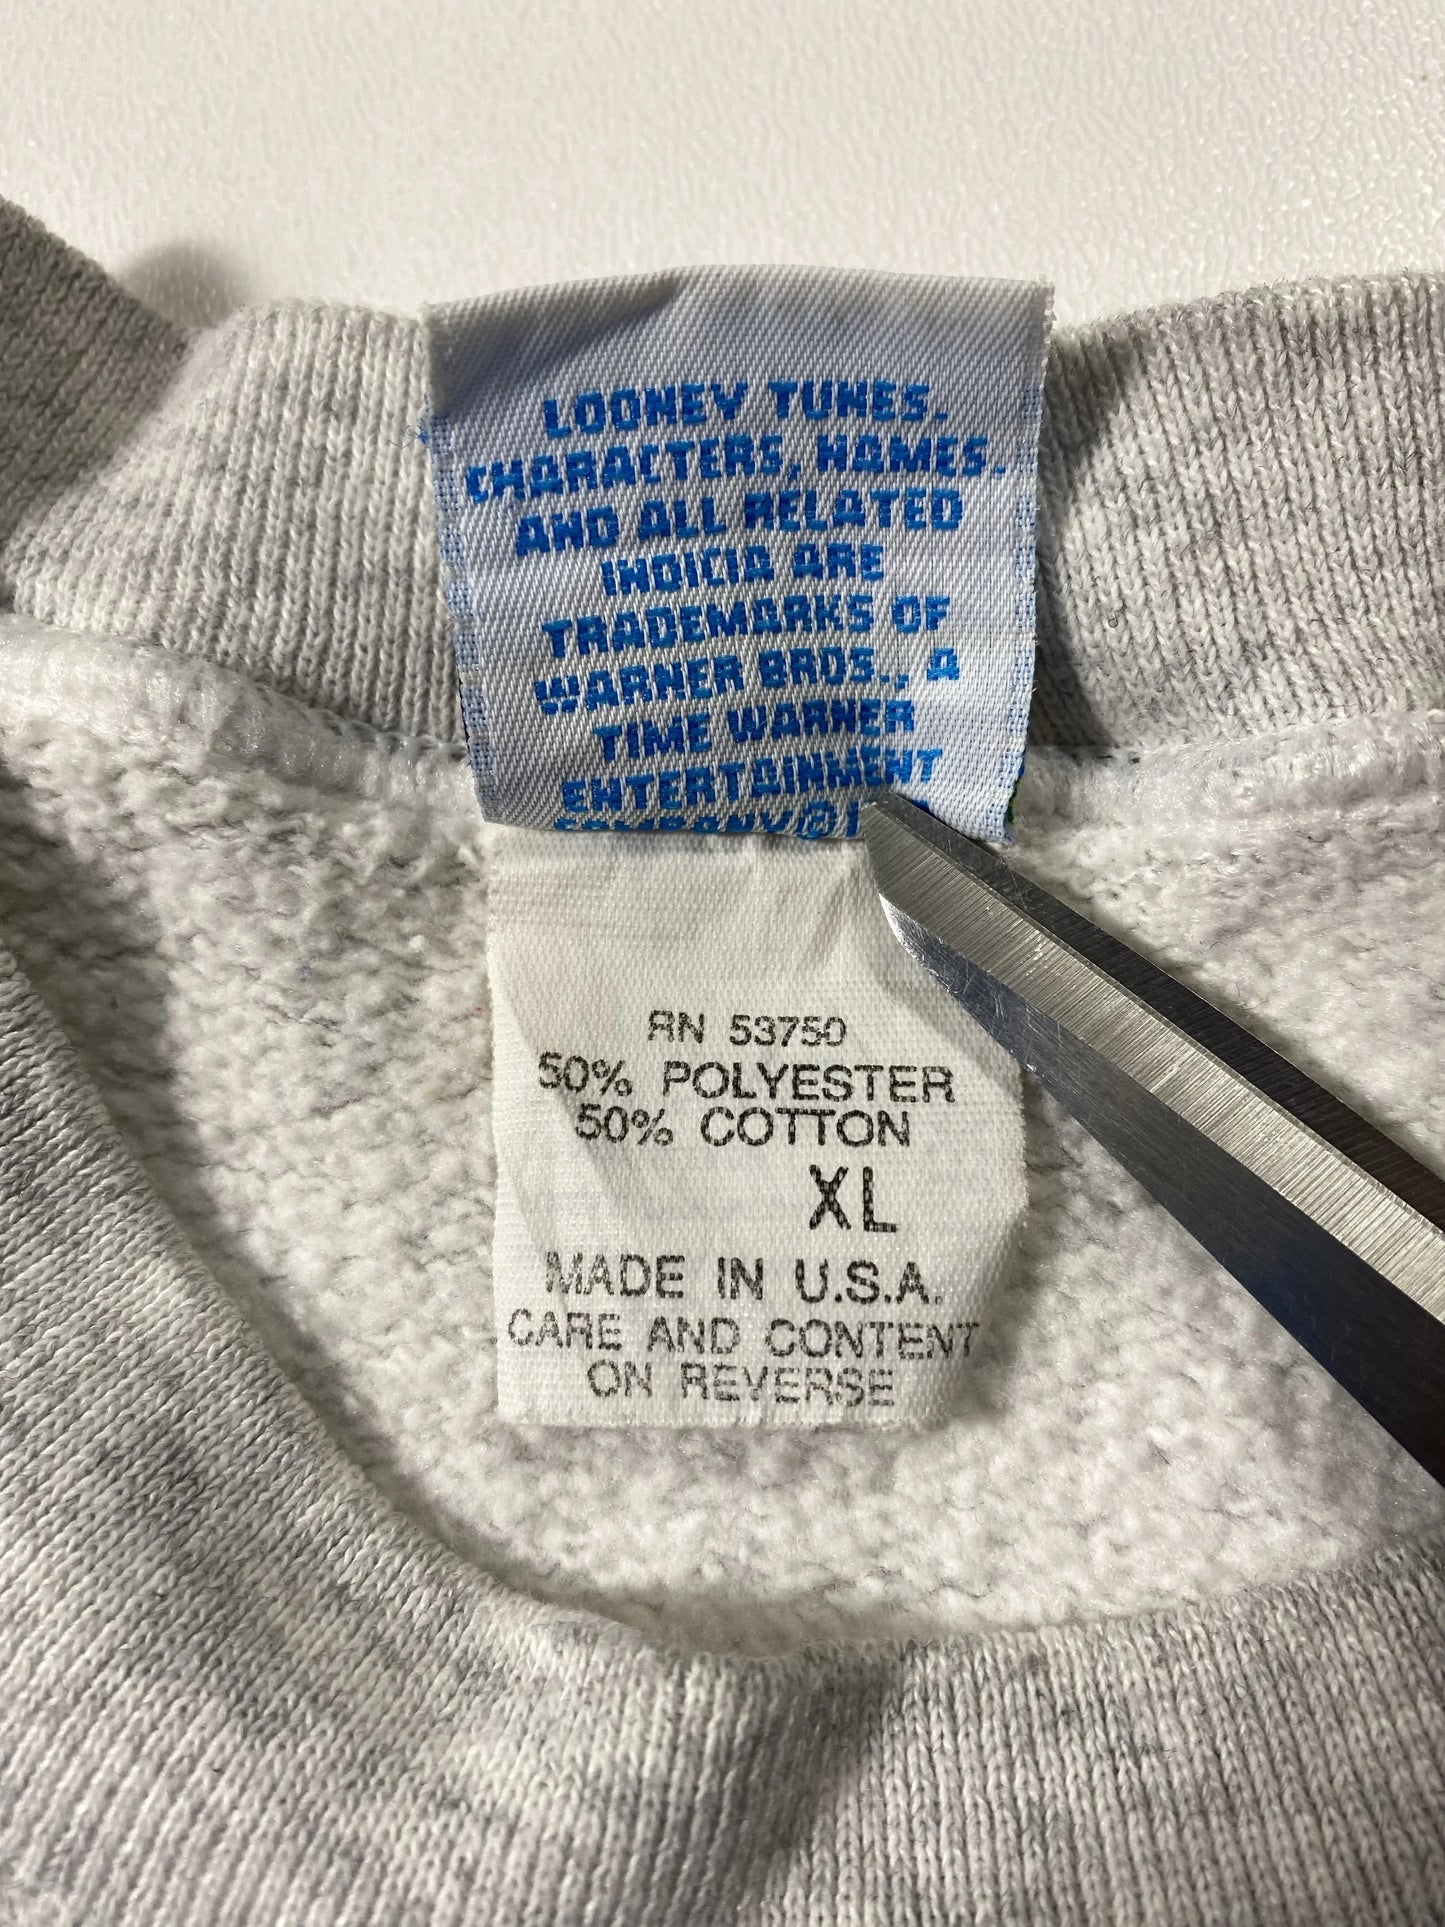 LOONEY TUNES,
CHARACTERS, NAMES,
AND ALL RELATED
INDICIA ARE
TRADEMARKS OF
WARNER BROS., A
TIME WARNER
ENTERTAINMENT
COMPANY ©
RN 53750
50% POLYESTER
50% COTTON
XL
MADE IN U.S.A.
CARE AND CONTENT
ON REVERSE